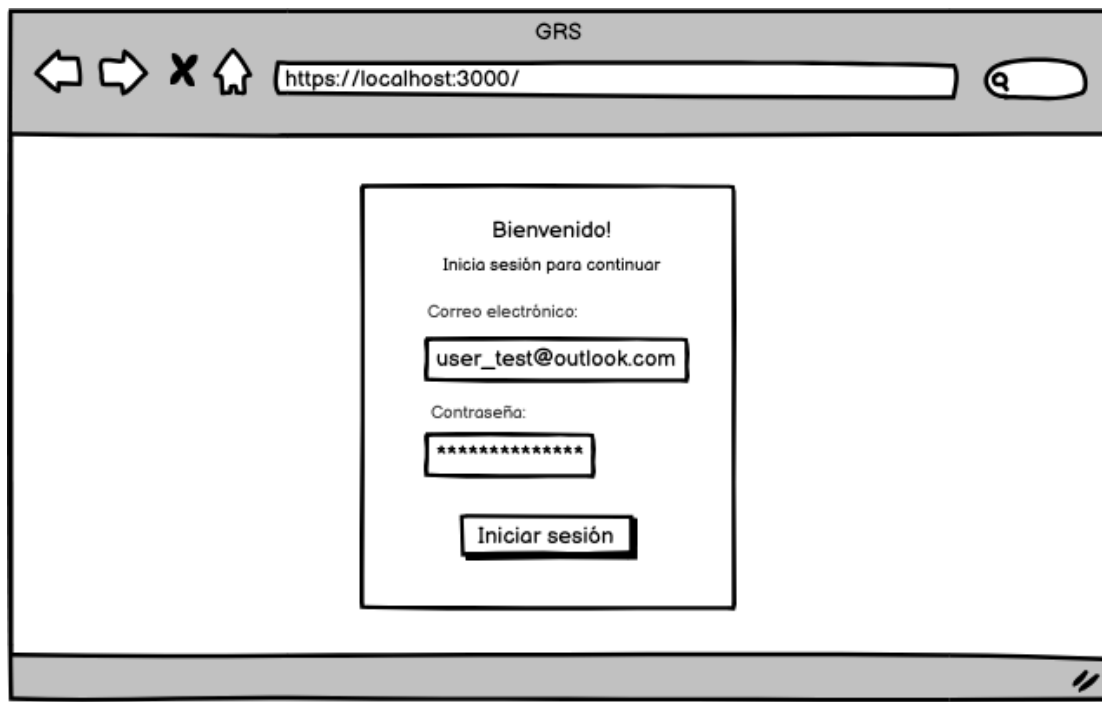 GRS
https://localhost:3000/
Bienvenido!
Inicia sesión para continuar
Correo electrónico:
user_test@outlook.com
Contraseña:
**************
Iniciar sesión